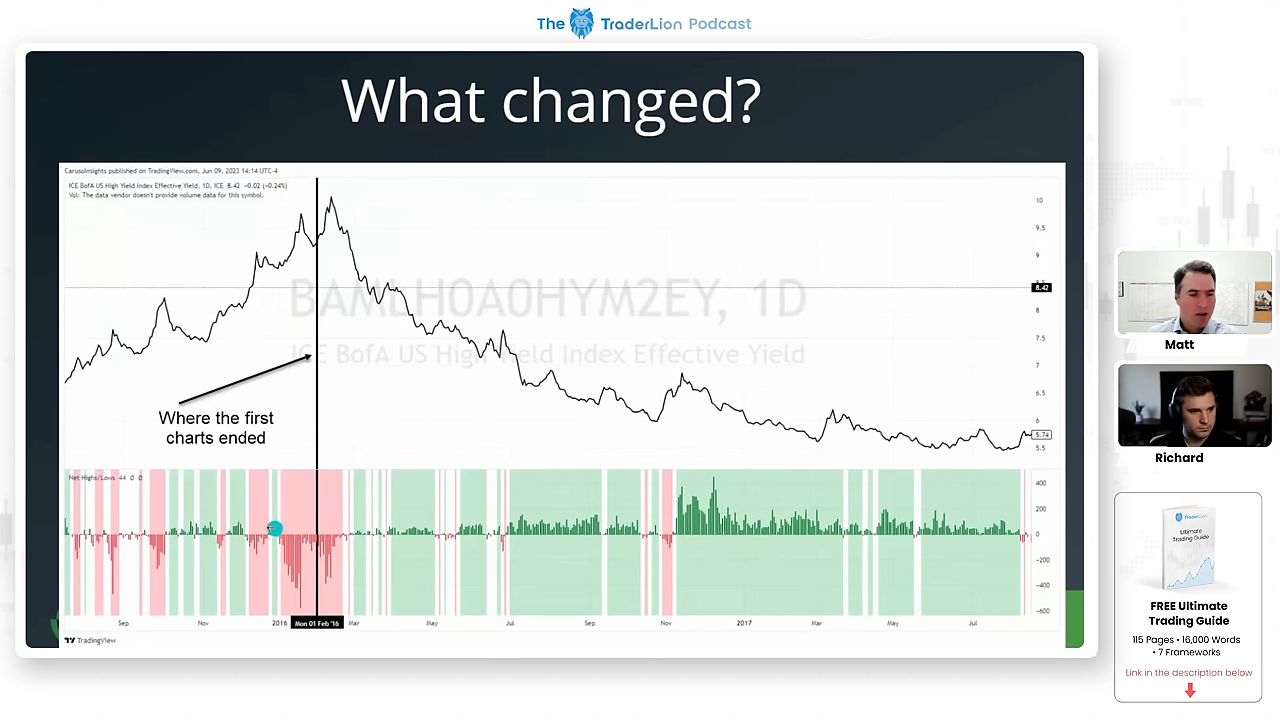 The TraderLion Podcast
What changed?
CarusoInsights published on TradingView.com, Jun 09, 2023 14:14 UTC-4
ICE BofA US High Yield Index Effective Yield, 1D, ICE 8.42 −0.02 (−0.24%)
Vol: The data vendor doesn't provide volume data for this symbol.
BAMLH0A0HYM2EY, 1D
ICE BofA US High Yield Index Effective Yield
10
9.5
9
8.42
8
7.5
7
6.5
6
5.74
5.5
Where the first
charts ended
Net Highs/Lows 44 0 0
400
200
0
−200
−400
−600
Sep Nov 2016 Mon 01 Feb '16 Mar May Jul Sep Nov 2017 Mar May Jul
TradingView
Matt
Richard
TraderLion
Ultimate
Trading Guide
FREE Ultimate
Trading Guide
115 Pages • 16,000 Words
• 7 Frameworks
Link in the description below